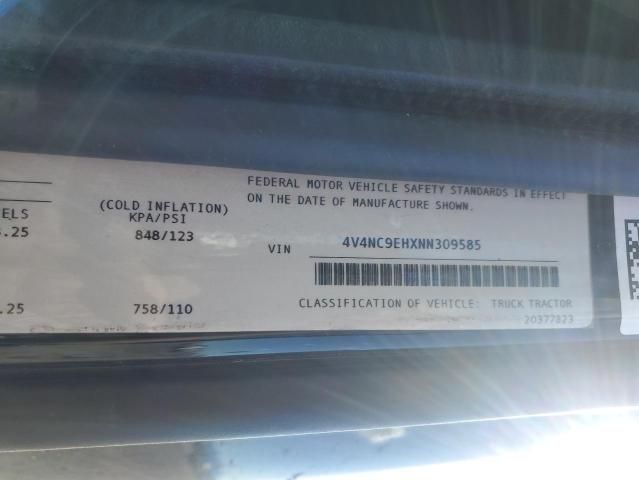 FEDERAL MOTOR VEHICLE SAFETY STANDARDS IN EFFECT
ON THE DATE OF MANUFACTURE SHOWN.
ELS
(COLD INFLATION)
KPA/PSI
.25
848/123
VIN
4V4NC9EHXNN309585
.25
758/110
CLASSIFICATION OF VEHICLE: TRUCK TRACTOR
20377823